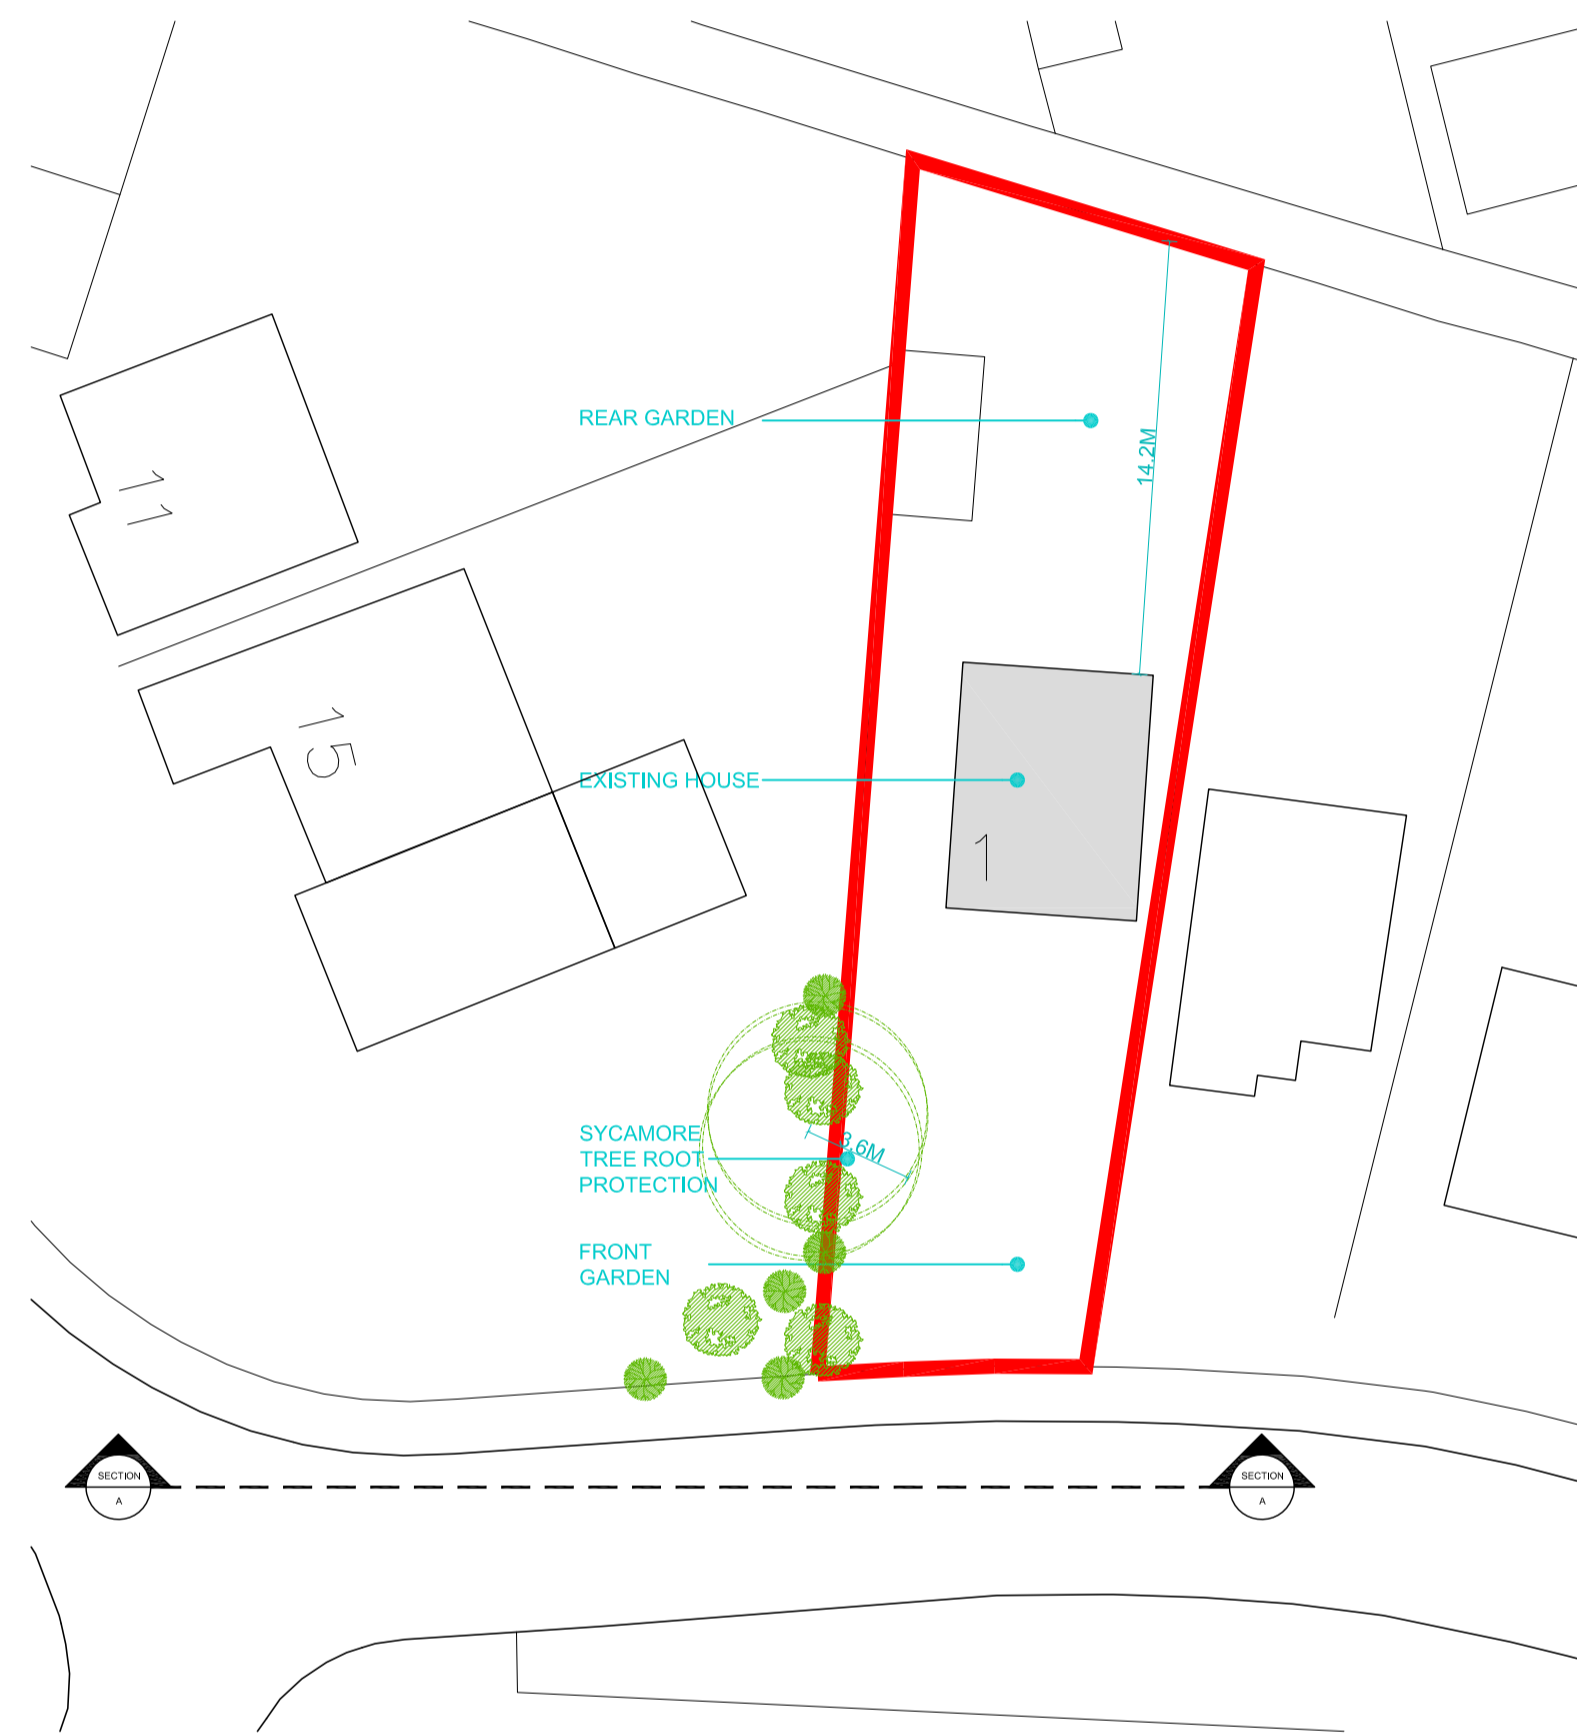 REAR GARDEN
14.2M
11
15
EXISTING HOUSE
1
SYCAMORE
TREE ROOT
PROTECTION
3.6M
FRONT
GARDEN
SECTION
A
SECTION
A